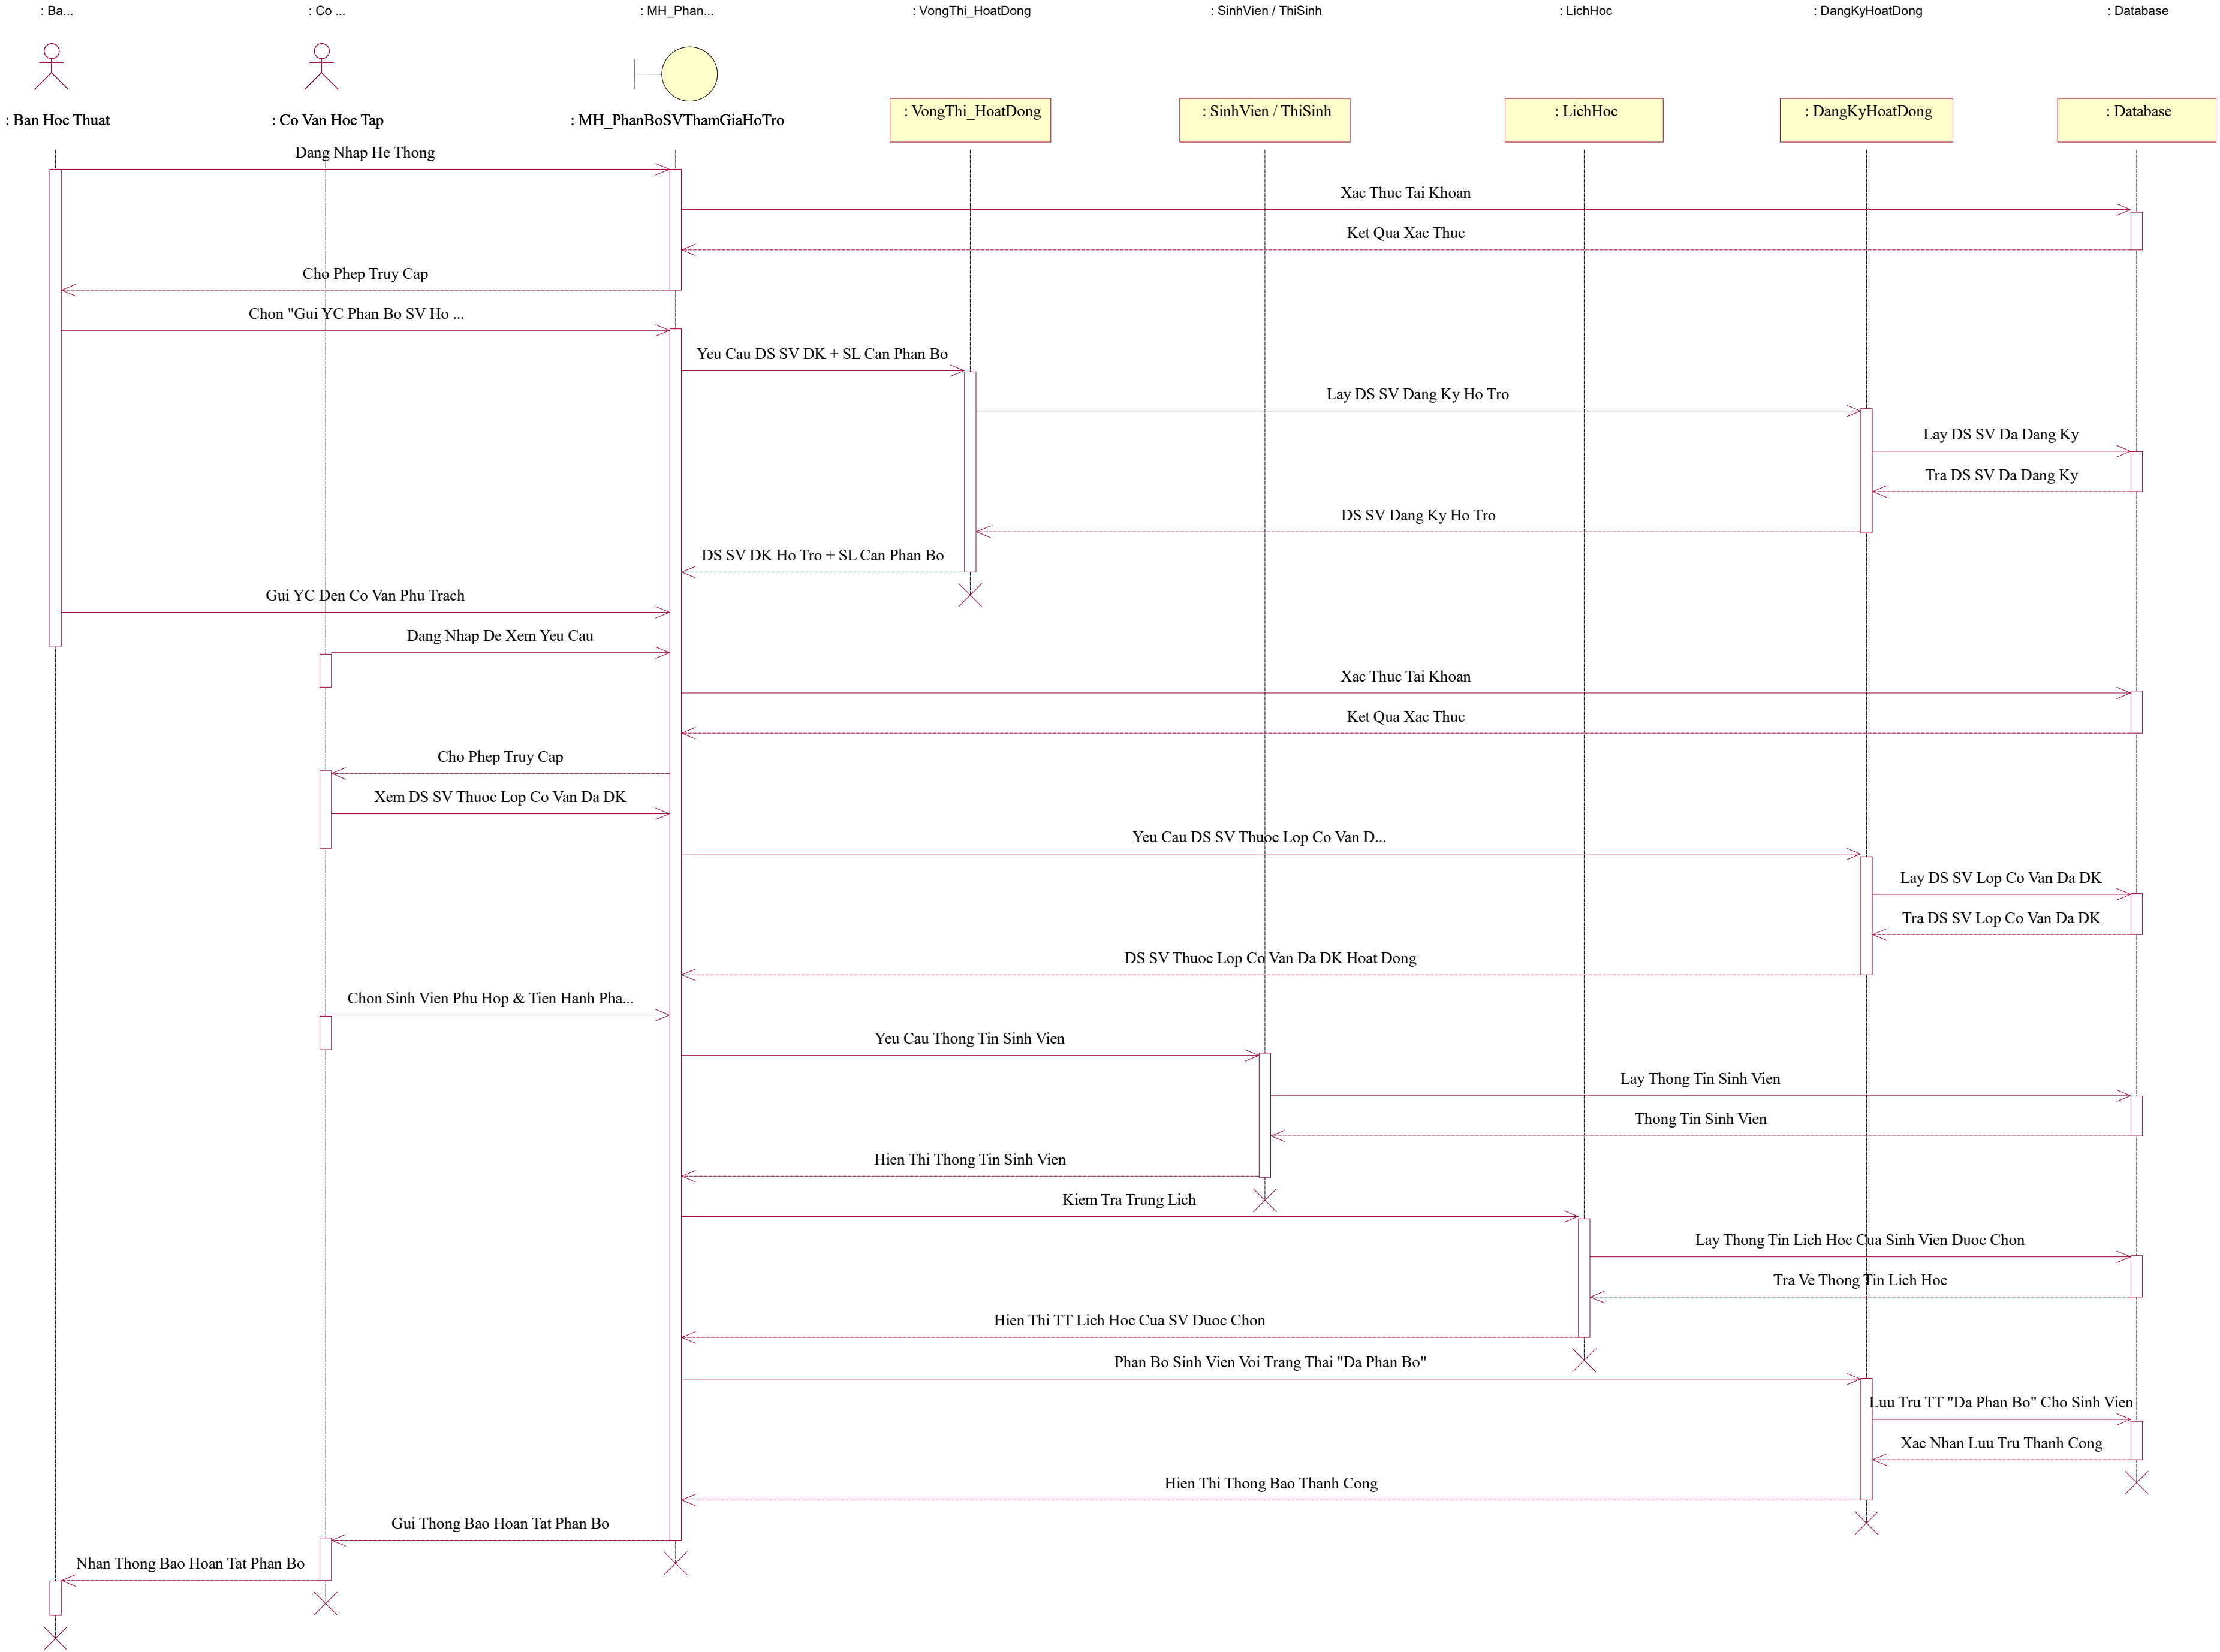 : Ba...
: Co ...
: MH_Phan...
: VongThi_HoatDong
: SinhVien / ThiSinh
: LichHoc
: DangKyHoatDong
: Database
: Ban Hoc Thuat
: Co Van Hoc Tap
: MH_PhanBoSVThamGiaHoTro
: VongThi_HoatDong
: SinhVien / ThiSinh
: LichHoc
: DangKyHoatDong
: Database
Dang Nhap He Thong
Xac Thuc Tai Khoan
Ket Qua Xac Thuc
Cho Phep Truy Cap
Chon "Gui YC Phan Bo SV Ho ...
Yeu Cau DS SV DK + SL Can Phan Bo
Lay DS SV Dang Ky Ho Tro
Lay DS SV Da Dang Ky
Tra DS SV Da Dang Ky
DS SV Dang Ky Ho Tro
DS SV DK Ho Tro + SL Can Phan Bo
Gui YC Den Co Van Phu Trach
Dang Nhap De Xem Yeu Cau
Xac Thuc Tai Khoan
Ket Qua Xac Thuc
Cho Phep Truy Cap
Xem DS SV Thuoc Lop Co Van Da DK
Yeu Cau DS SV Thuoc Lop Co Van D...
Lay DS SV Lop Co Van Da DK
Tra DS SV Lop Co Van Da DK
DS SV Thuoc Lop Co Van Da DK Hoat Dong
Chon Sinh Vien Phu Hop & Tien Hanh Pha...
Yeu Cau Thong Tin Sinh Vien
Lay Thong Tin Sinh Vien
Thong Tin Sinh Vien
Hien Thi Thong Tin Sinh Vien
Kiem Tra Trung Lich
Lay Thong Tin Lich Hoc Cua Sinh Vien Duoc Chon
Tra Ve Thong Tin Lich Hoc
Hien Thi TT Lich Hoc Cua SV Duoc Chon
Phan Bo Sinh Vien Voi Trang Thai "Da Phan Bo"
Luu Tru TT "Da Phan Bo" Cho Sinh Vien
Xac Nhan Luu Tru Thanh Cong
Hien Thi Thong Bao Thanh Cong
Gui Thong Bao Hoan Tat Phan Bo
Nhan Thong Bao Hoan Tat Phan Bo